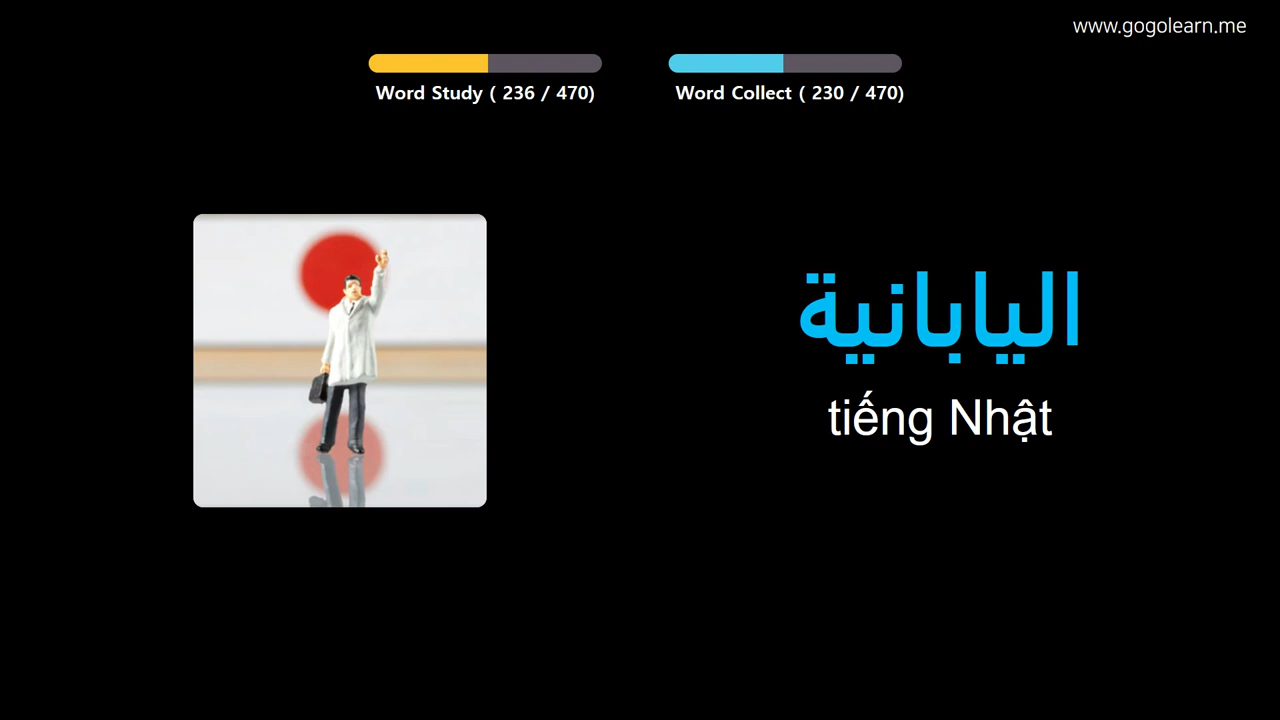 www.gogolearn.me
Word Study ( 236 / 470)
Word Collect ( 230 / 470)
اليابانية
tiếng Nhật